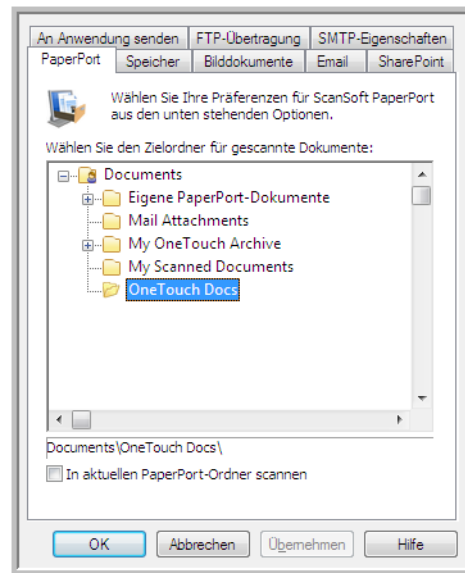 An Anwendung senden FTP-Übertragung SMTP-Eigenschaften
PaperPort Speicher Bilddokumente Email SharePoint
Wählen Sie Ihre Präferenzen für ScanSoft PaperPort
aus den unten stehenden Optionen.
Wählen Sie den Zielordner für gescannte Dokumente:
Documents
Eigene PaperPort-Dokumente
Mail Attachments
My OneTouch Archive
My Scanned Documents
OneTouch Docs
Documents\OneTouch Docs\
In aktuellen PaperPort-Ordner scannen
OK Abbrechen Übernehmen Hilfe